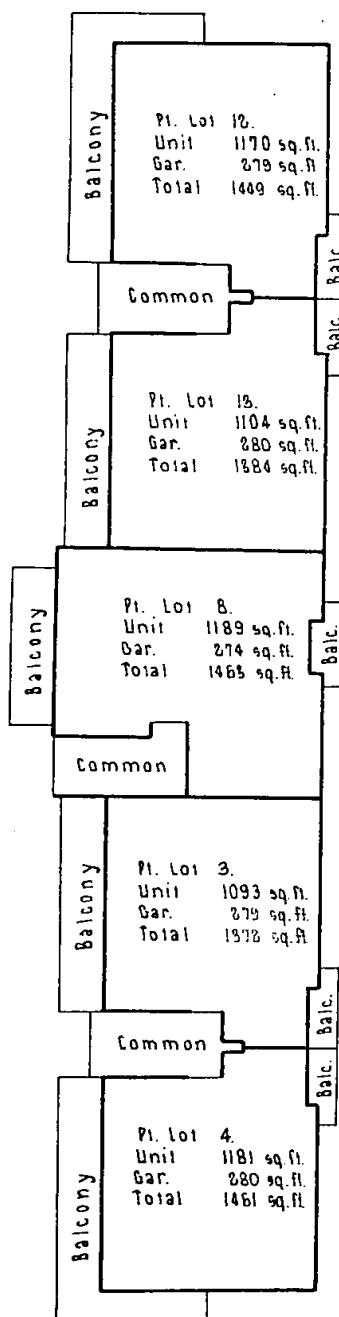 Balcony
Pt. Lot 12.
Unit 1170 sq.ft.
Gar. 279 sq.ft
Total 1449 sq.ft.
Balc.
Common
Balc.
Balcony
Pt. Lot 13.
Unit 1104 sq.ft.
Gar. 280 sq.ft.
Total 1384 sq.ft.
Balcony
Pt. Lot 8.
Unit 1189 sq.ft.
Gar. 274 sq.ft.
Total 1463 sq.ft.
Balc.
Common
Balcony
Pt. Lot 3.
Unit 1093 sq.ft.
Gar. 279 sq.ft.
Total 1372 sq.ft.
Balc.
Common
Balc.
Balcony
Pt. Lot 4.
Unit 1181 sq.ft.
Gar. 280 sq.ft.
Total 1461 sq.ft.